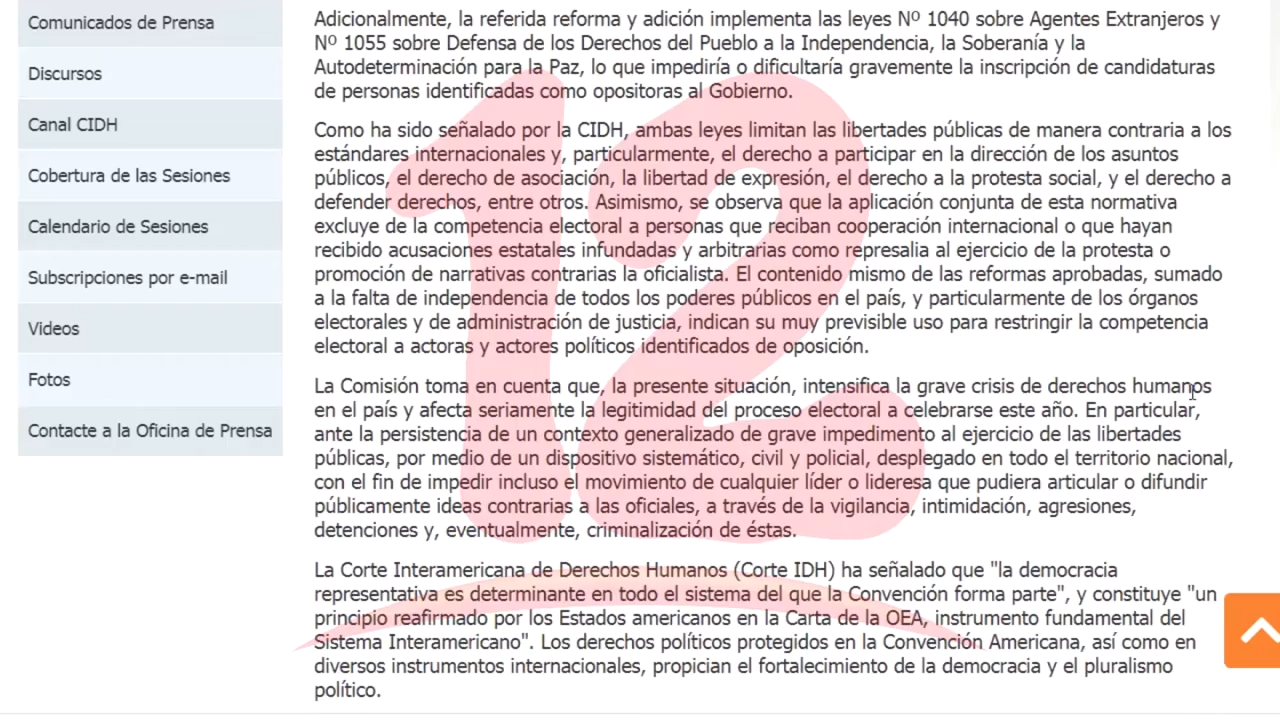 Comunicados de Prensa
Discursos
Canal CIDH
Cobertura de las Sesiones
Calendario de Sesiones
Subscripciones por e-mail
Videos
Fotos
Contacte a la Oficina de Prensa
Adicionalmente, la referida reforma y adición implementa las leyes Nº 1040 sobre Agentes Extranjeros y
Nº 1055 sobre Defensa de los Derechos del Pueblo a la Independencia, la Soberanía y la
Autodeterminación para la Paz, lo que impediría o dificultaría gravemente la inscripción de candidaturas
de personas identificadas como opositoras al Gobierno.
Como ha sido señalado por la CIDH, ambas leyes limitan las libertades públicas de manera contraria a los
estándares internacionales y, particularmente, el derecho a participar en la dirección de los asuntos
públicos, el derecho de asociación, la libertad de expresión, el derecho a la protesta social, y el derecho a
defender derechos, entre otros. Asimismo, se observa que la aplicación conjunta de esta normativa
excluye de la competencia electoral a personas que reciban cooperación internacional o que hayan
recibido acusaciones estatales infundadas y arbitrarias como represalia al ejercicio de la protesta o
promoción de narrativas contrarias la oficialista. El contenido mismo de las reformas aprobadas, sumado
a la falta de independencia de todos los poderes públicos en el país, y particularmente de los órganos
electorales y de administración de justicia, indican su muy previsible uso para restringir la competencia
electoral a actoras y actores políticos identificados de oposición.
La Comisión toma en cuenta que, la presente situación, intensifica la grave crisis de derechos humanos
en el país y afecta seriamente la legitimidad del proceso electoral a celebrarse este año. En particular,
ante la persistencia de un contexto generalizado de grave impedimento al ejercicio de las libertades
públicas, por medio de un dispositivo sistemático, civil y policial, desplegado en todo el territorio nacional,
con el fin de impedir incluso el movimiento de cualquier líder o lideresa que pudiera articular o difundir
públicamente ideas contrarias a las oficiales, a través de la vigilancia, intimidación, agresiones,
detenciones y, eventualmente, criminalización de éstas.
La Corte Interamericana de Derechos Humanos (Corte IDH) ha señalado que "la democracia
representativa es determinante en todo el sistema del que la Convención forma parte", y constituye "un
principio reafirmado por los Estados americanos en la Carta de la OEA, instrumento fundamental del
Sistema Interamericano". Los derechos políticos protegidos en la Convención Americana, así como en
diversos instrumentos internacionales, propician el fortalecimiento de la democracia y el pluralismo
político.
12